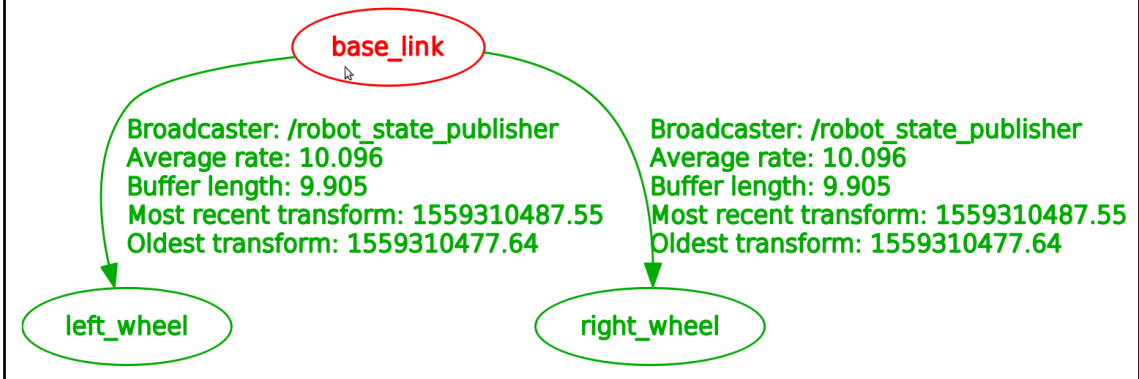 base_link
Broadcaster: /robot_state_publisher
Average rate: 10.096
Buffer length: 9.905
Most recent transform: 1559310487.55
Oldest transform: 1559310477.64
Broadcaster: /robot_state_publisher
Average rate: 10.096
Buffer length: 9.905
Most recent transform: 1559310487.55
Oldest transform: 1559310477.64
left_wheel
right_wheel